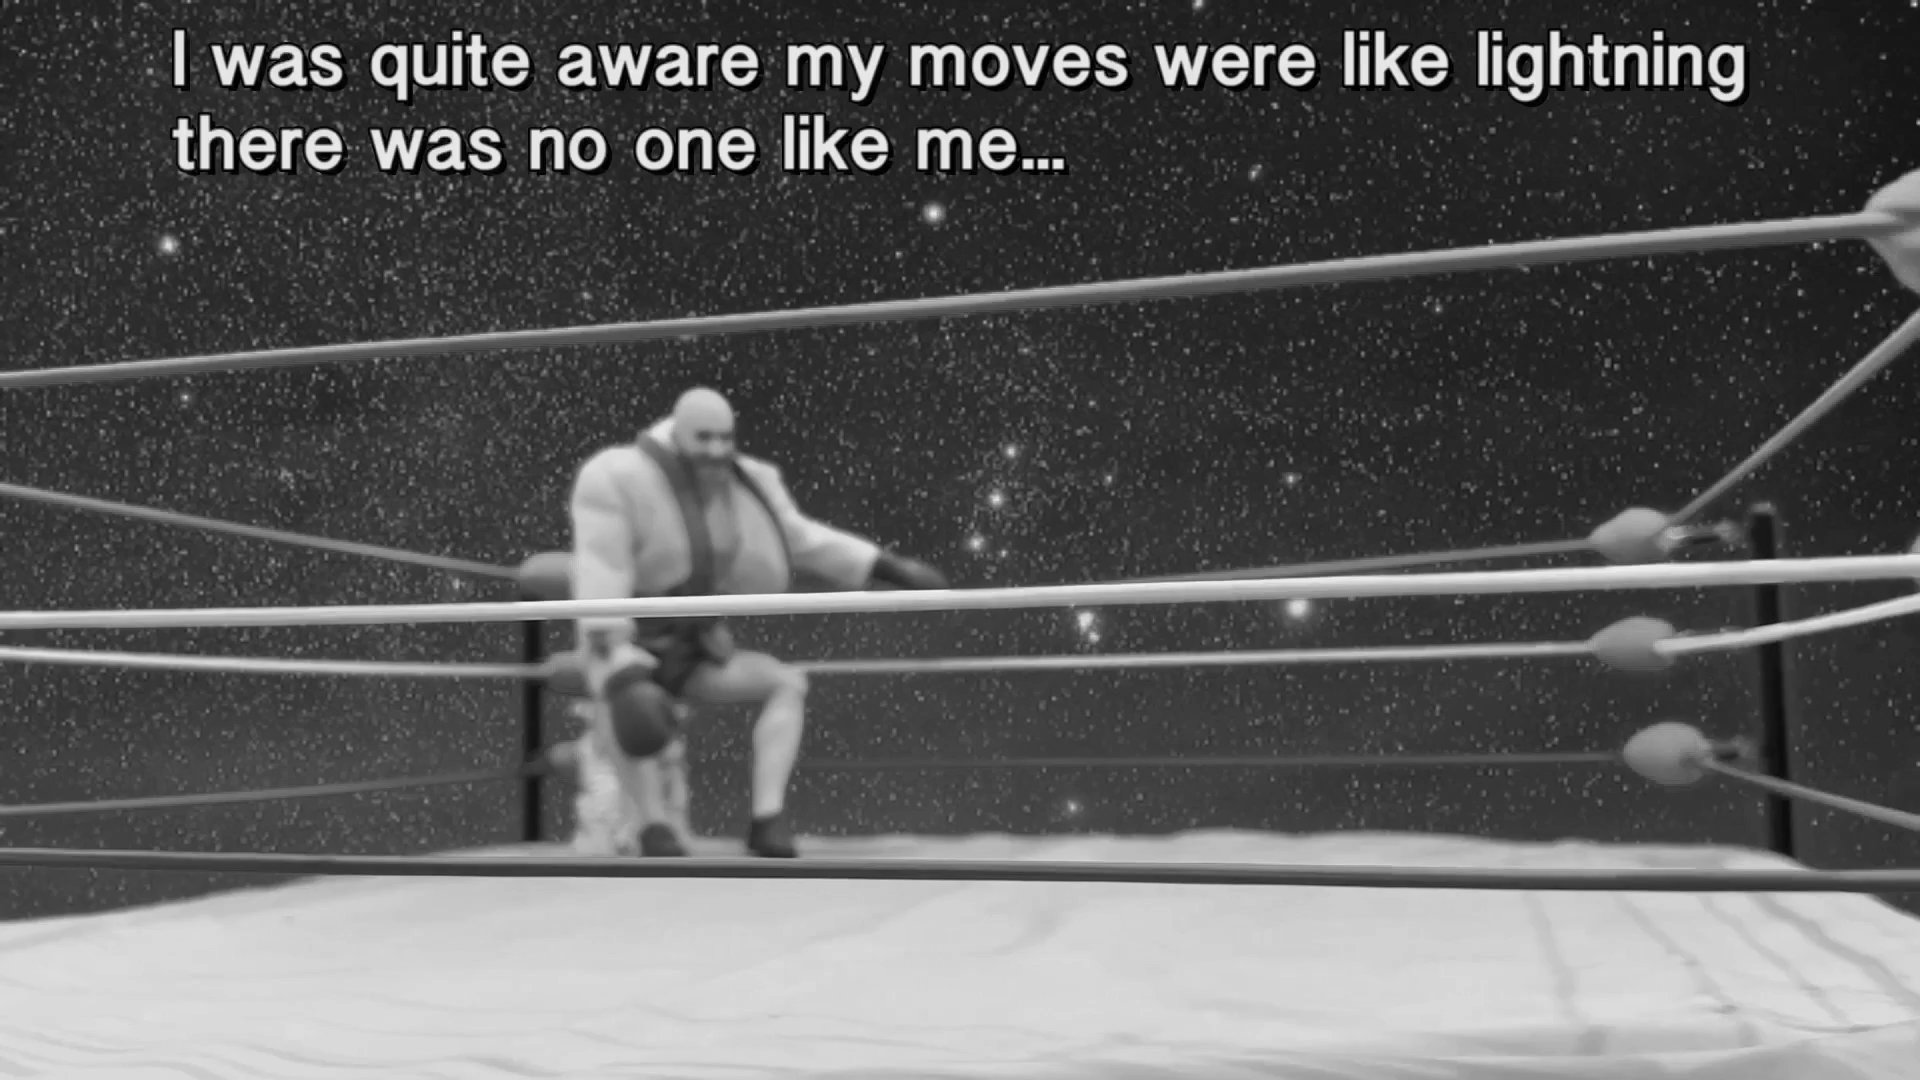 I was quite aware my moves were like lightning
there was no one like me...